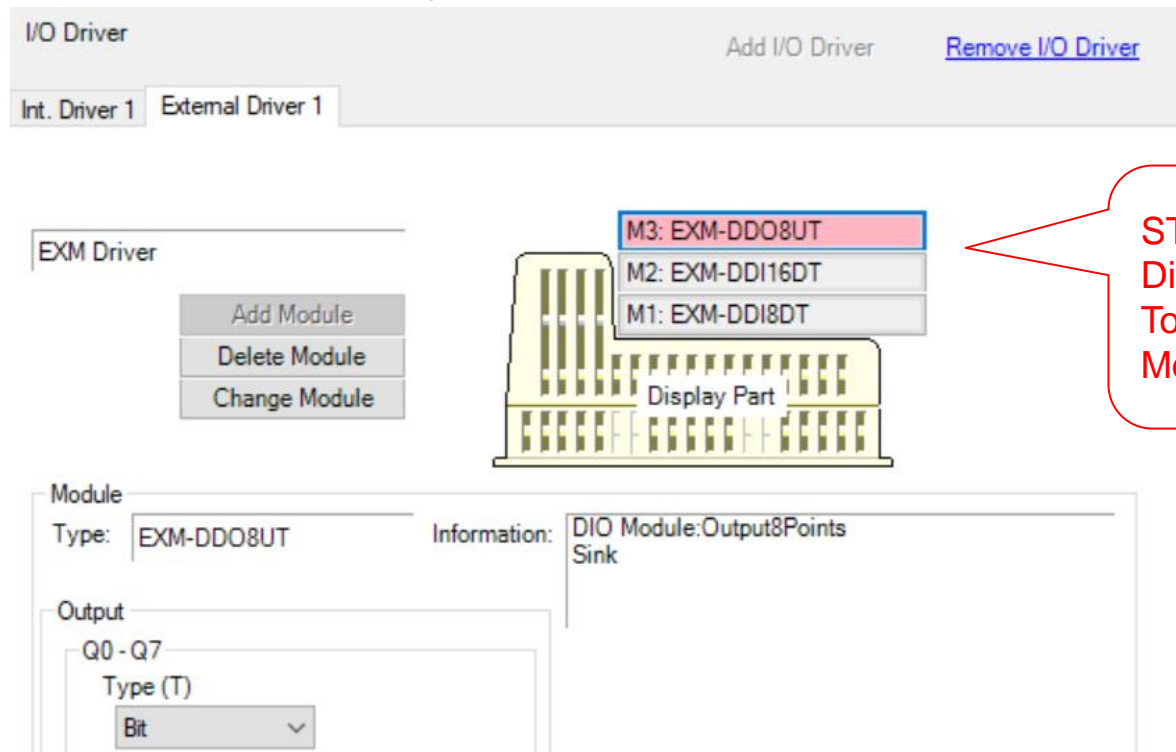 I/O Driver
Add I/O Driver Remove I/O Driver
Int. Driver 1 External Driver 1
EXM Driver
Add Module
Delete Module
Change Module
M3: EXM-DDO8UT
M2: EXM-DDI16DT
M1: EXM-DDI8DT
Display Part
Module
Type: EXM-DDO8UT Information: DIO Module:Output8Points
Sink
Output
Q0 - Q7
Type (T)
Bit